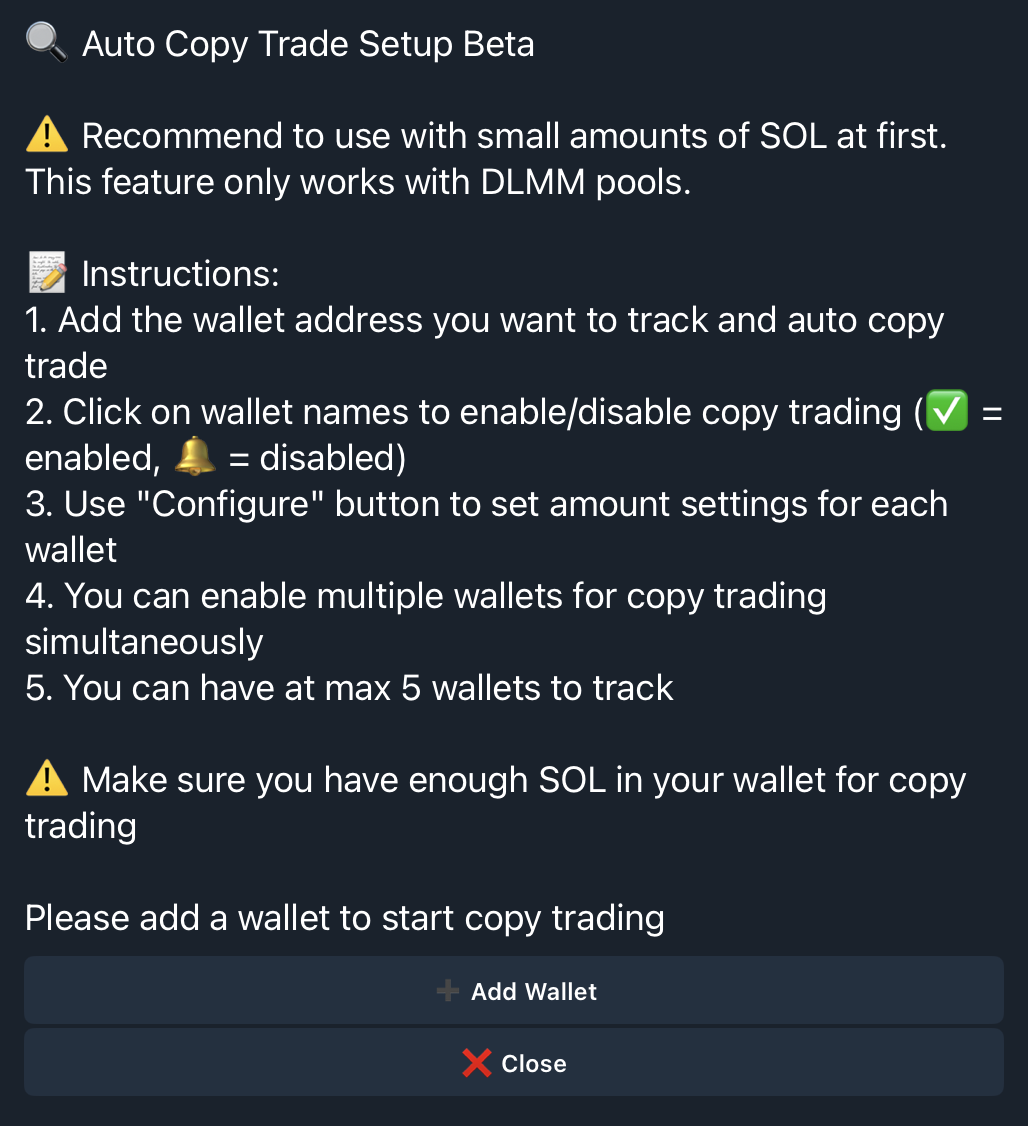 🔍 Auto Copy Trade Setup Beta
⚠️ Recommend to use with small amounts of SOL at first.
This feature only works with DLMM pools.
📝 Instructions:
1. Add the wallet address you want to track and auto copy
trade
2. Click on wallet names to enable/disable copy trading (✅ =
enabled, 🔔 = disabled)
3. Use "Configure" button to set amount settings for each
wallet
4. You can enable multiple wallets for copy trading
simultaneously
5. You can have at max 5 wallets to track
⚠️ Make sure you have enough SOL in your wallet for copy
trading
Please add a wallet to start copy trading
➕ Add Wallet
❌ Close